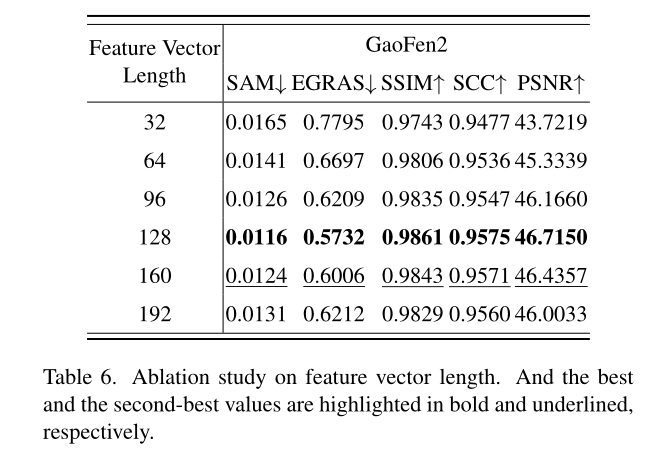 Feature Vector Length GaoFen2
SAM↓ EGRAS↓ SSIM↑ SCC↑ PSNR↑
32 0.0165 0.7795 0.9743 0.9477 43.7219
64 0.0141 0.6697 0.9806 0.9536 45.3339
96 0.0126 0.6209 0.9835 0.9547 46.1660
128 0.0116 0.5732 0.9861 0.9575 46.7150
160 0.0124 0.6006 0.9843 0.9571 46.4357
192 0.0131 0.6212 0.9829 0.9560 46.0033
Table 6. Ablation study on feature vector length. And the best
and the second-best values are highlighted in bold and underlined,
respectively.